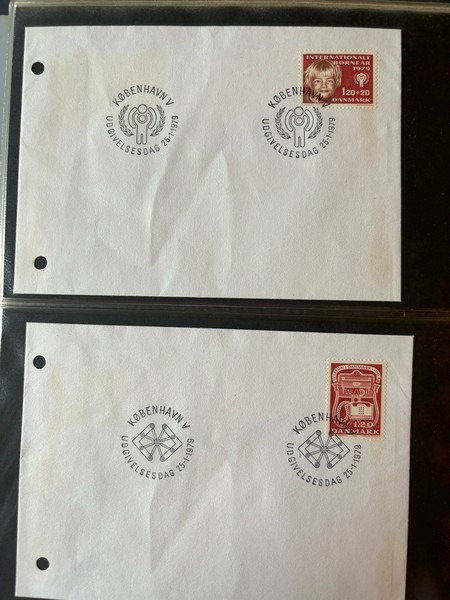 INTERNATIONALT
BØRNEÅR
1979
1.20+20
DANMARK
KØBENHAVN V
UDGIVELSESDAG 25-1-1979
KØBENHAVN V
UDGIVELSESDAG 25-1-1979
1.20
DANMARK
KØBENHAVN V
UDGIVELSESDAG 25-1-1979
KØBENHAVN V
UDGIVELSESDAG 25-1-1979